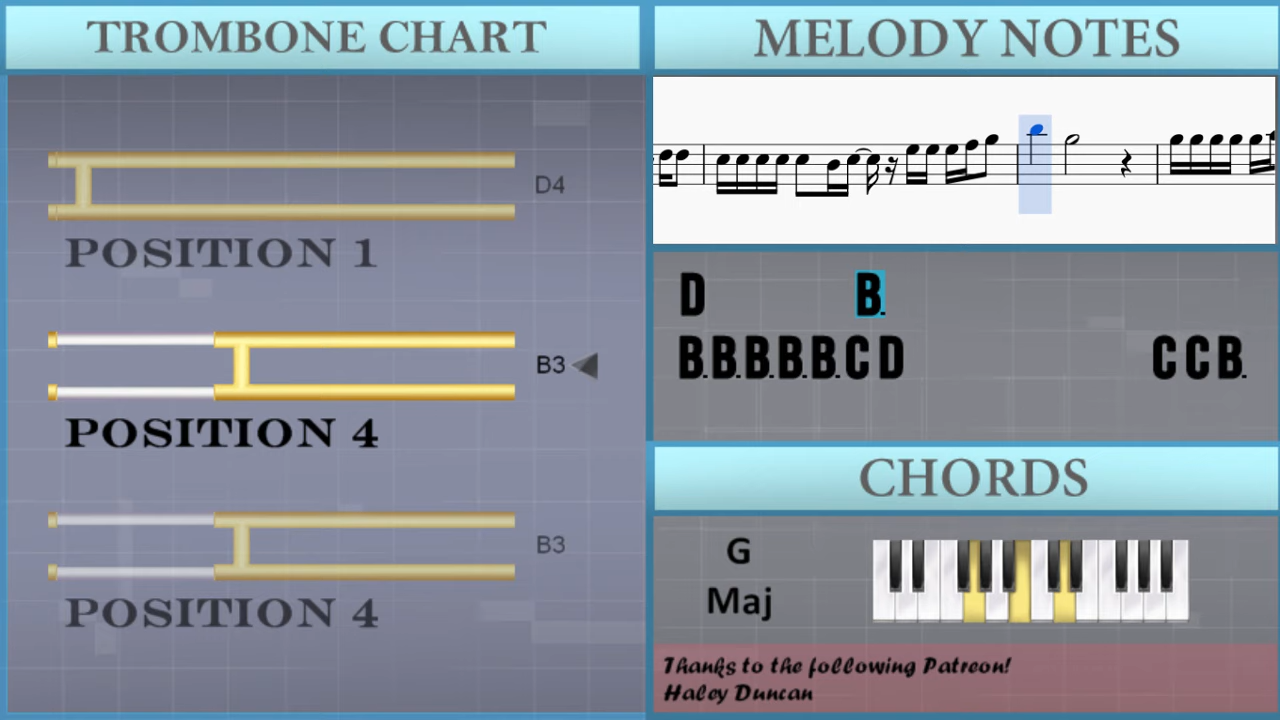 TROMBONE CHART
D4
POSITION 1
B3
POSITION 4
B3
POSITION 4
MELODY NOTES
D B.
B.B.B.B.B.C D C C B.
CHORDS
G
Maj
Thanks to the following Patreon!
Haley Duncan